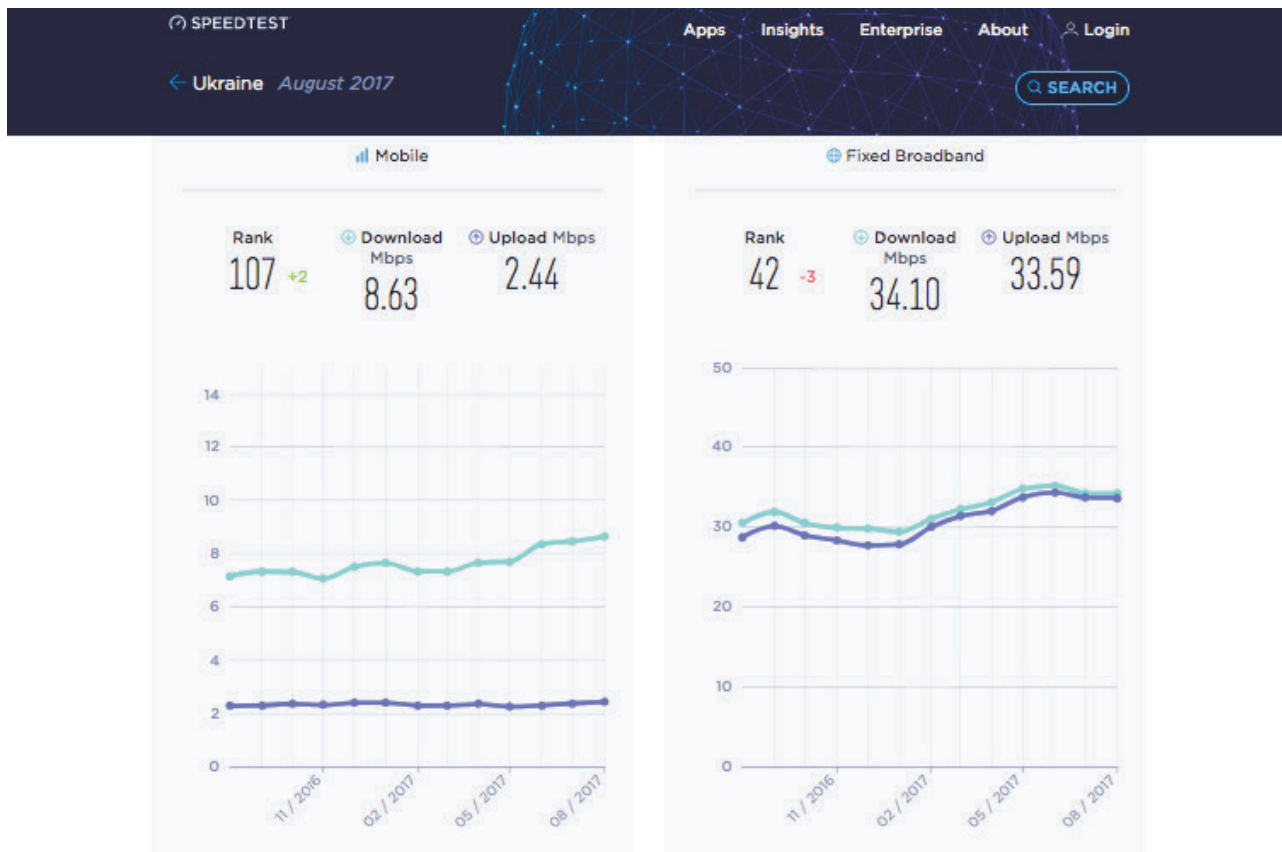 SPEEDTEST
Apps Insights Enterprise About Login
Ukraine August 2017
SEARCH
Mobile
Rank
107 +2
Download
Mbps
8.63
Upload Mbps
2.44
14
12
10
8
6
4
2
0
11 / 2016
02 / 2017
05 / 2017
08 / 2017
Fixed Broadband
Rank
42 -3
Download
Mbps
34.10
Upload Mbps
33.59
50
40
30
20
10
0
11 / 2016
02 / 2017
05 / 2017
08 / 2017